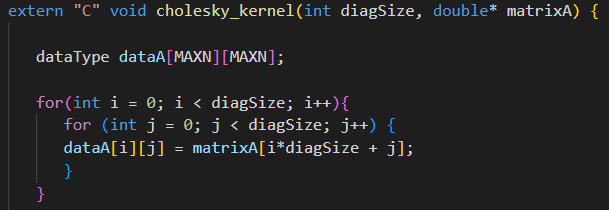 extern "C" void cholesky_kernel(int diagSize, double* matrixA) {
dataType dataA[MAXN][MAXN];
for(int i = 0; i < diagSize; i++){
for (int j = 0; j < diagSize; j++) {
dataA[i][j] = matrixA[i*diagSize + j];
}
}